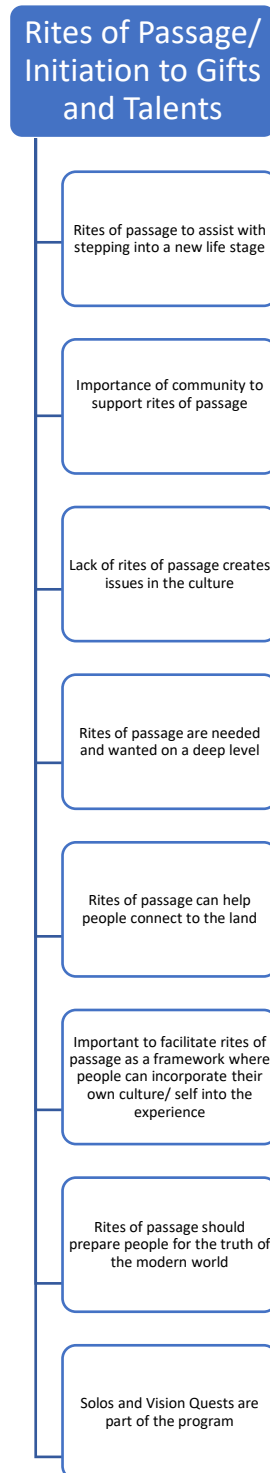 Rites of Passage/
Initiation to Gifts
and Talents
Rites of passage to assist with
stepping into a new life stage
Importance of community to
support rites of passage
Lack of rites of passage creates
issues in the culture
Rites of passage are needed
and wanted on a deep level
Rites of passage can help
people connect to the land
Important to facilitate rites of
passage as a framework where
people can incorporate their
own culture/ self into the
experience
Rites of passage should
prepare people for the truth of
the modern world
Solos and Vision Quests are
part of the program